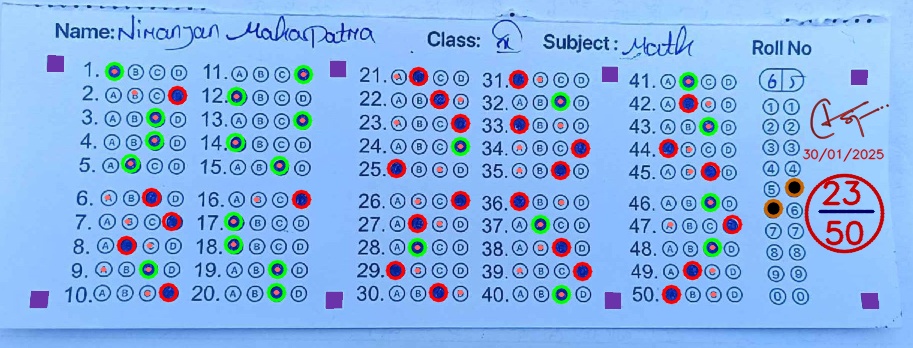 Name: Niranjan Mahapatra Class: X Subject: Math Roll No
65
1. A B C D 11. A B C D 21. A B C D 31. A B C D 41. A B C D
2. A B C D 12. A B C D 22. A B C D 32. A B C D 42. A B C D 1 1
3. A B C D 13. A B C D 23. A B C D 33. A B C D 43. A B C D 2 2
4. A B C D 14. A B C D 24. A B C D 34. A B C D 44. A B C D 3 3
30/01/2025
5. A B C D 15. A B C D 25. A B C D 35. A B C D 45. A B C D 4 4
5
6. A B C D 16. A B C D 26. A B C D 36. A B C D 46. A B C D 6
7. A B C D 17. A B C D 27. A B C D 37. A B C D 47. A B C D 7 7
8. A B C D 18. A B C D 28. A B C D 38. A B C D 48. A B C D 8 8
9. A B C D 19. A B C D 29. A B C D 39. A B C D 49. A B C D 9 9
10. A B C D 20. A B C D 30. A B C D 40. A B C D 50. A B C D 0 0
23
50